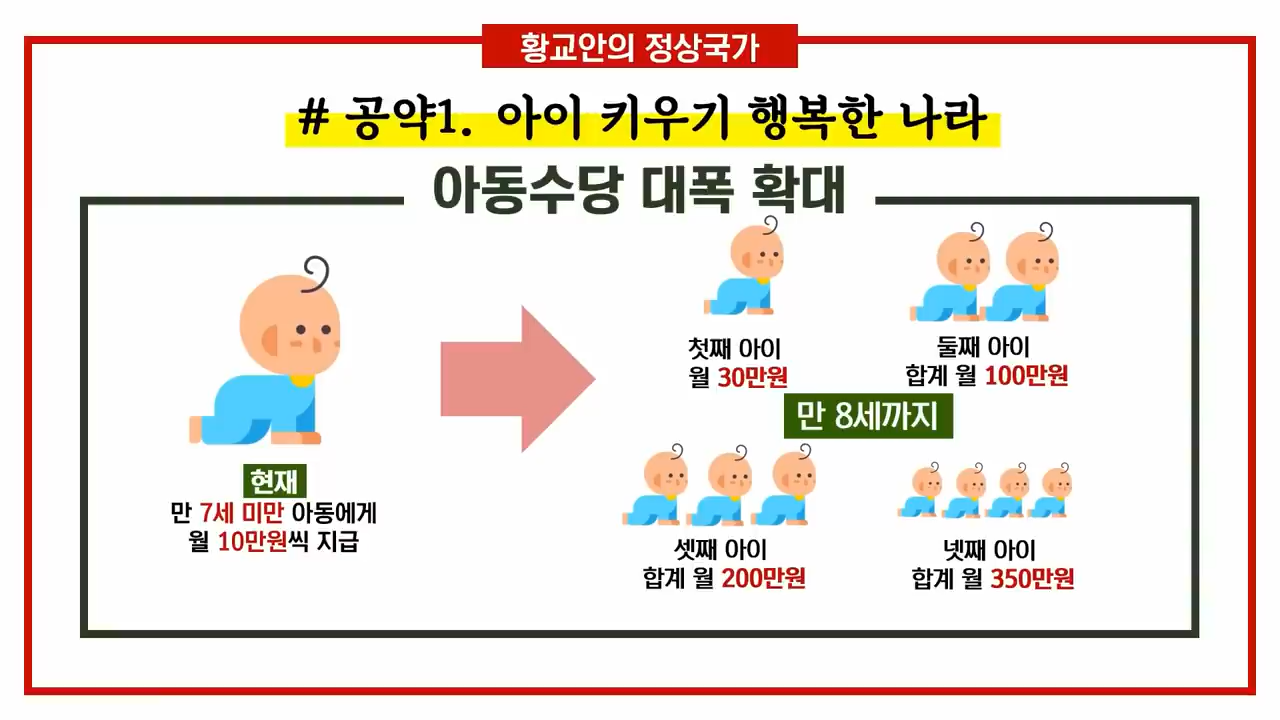 황교안의 정상국가
# 공약1. 아이 키우기 행복한 나라
아동수당 대폭 확대
현재
만 7세 미만 아동에게
월 10만원씩 지급
첫째 아이
월 30만원
둘째 아이
합계 월 100만원
만 8세까지
셋째 아이
합계 월 200만원
넷째 아이
합계 월 350만원